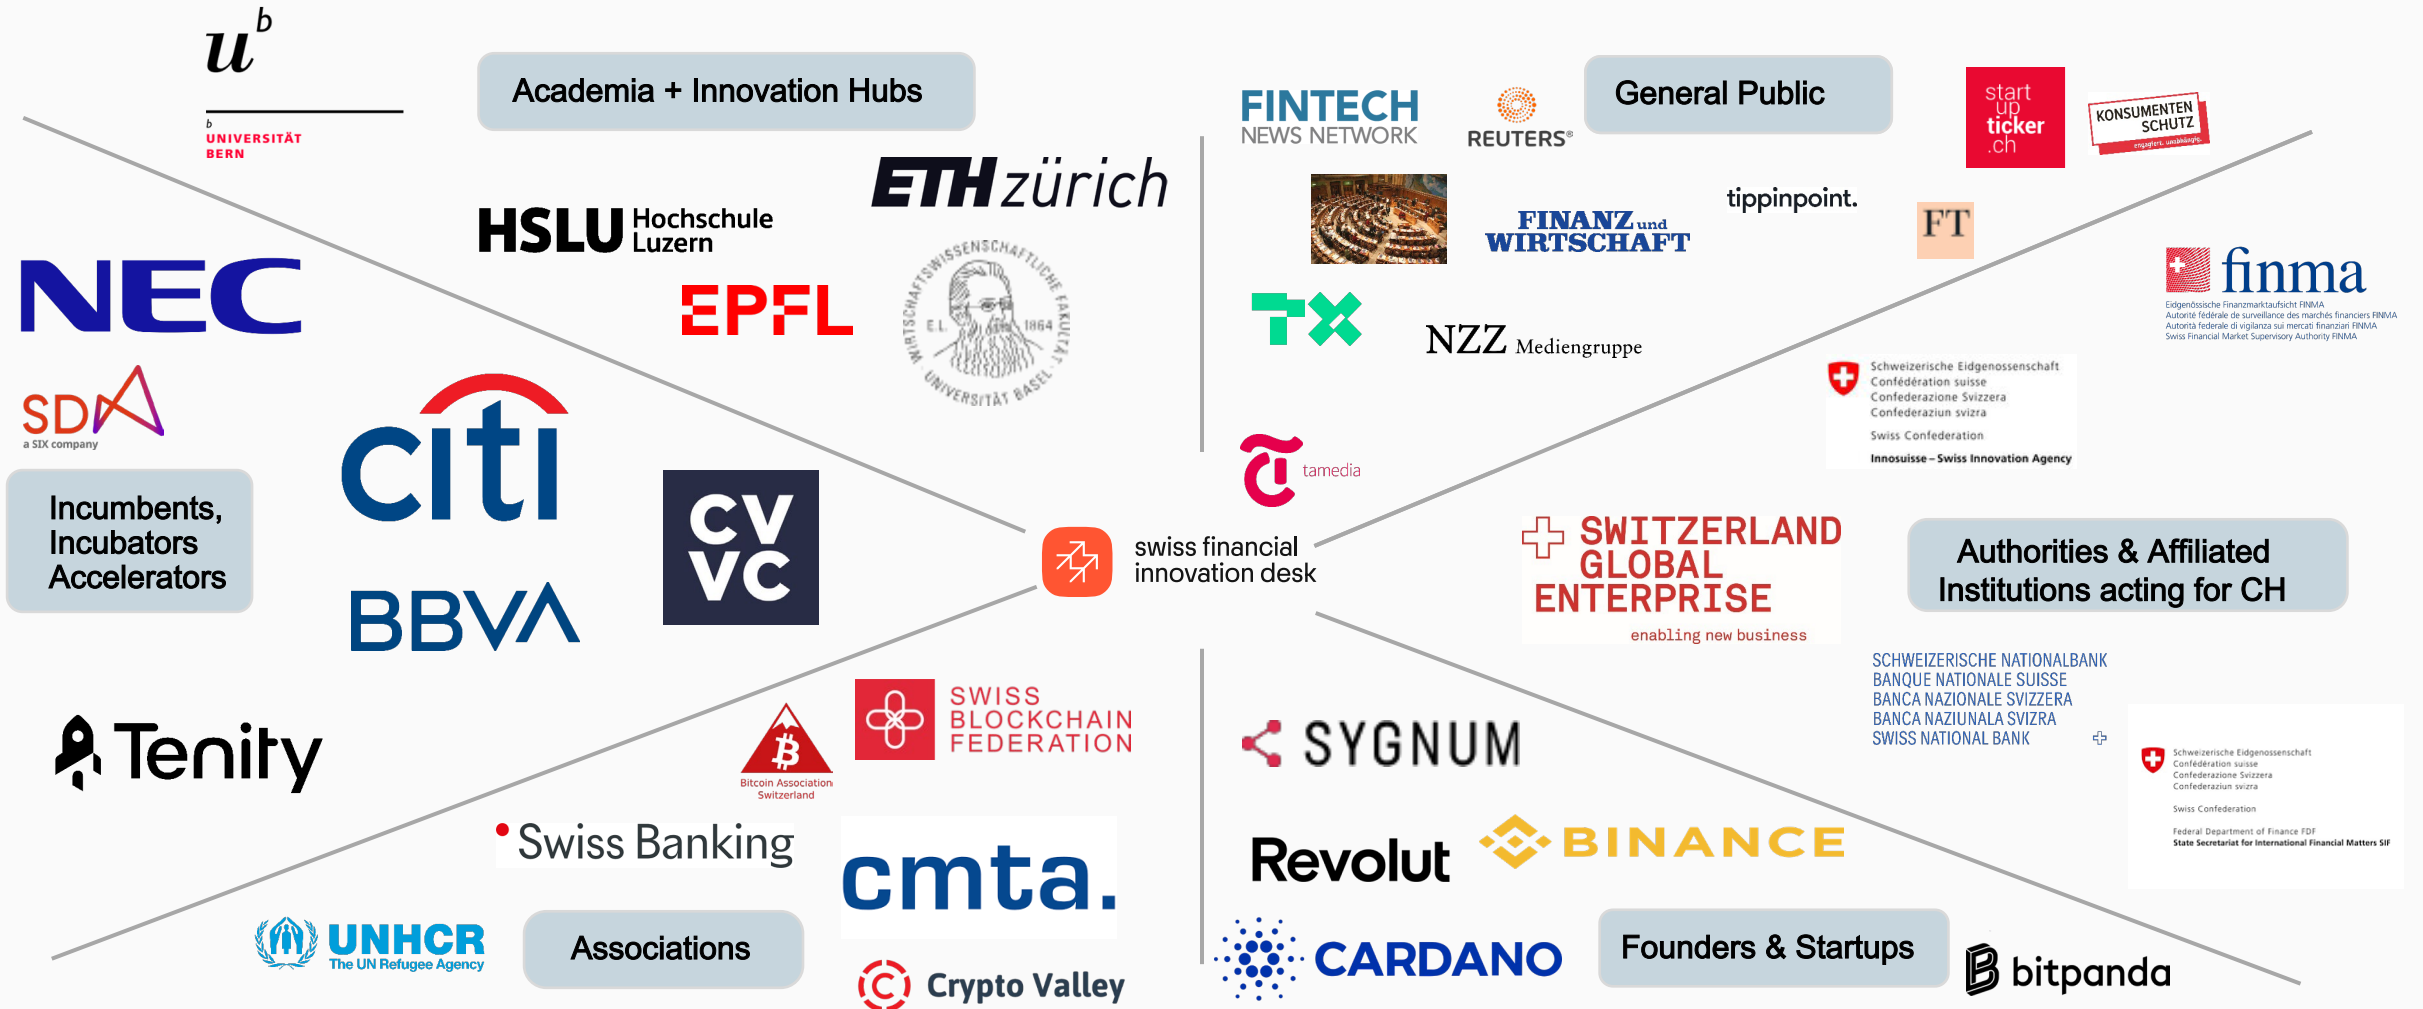 u
b
b
UNIVERSITÄT
BERN
Academia + Innovation Hubs
HSLU Hochschule
Luzern
ETH zürich
EPFL
WIRTSCHAFTSWISSENSCHAFTLICHE FAKULTÄT
E.L. 1864
UNIVERSITÄT BASEL
General Public
FINTECH
NEWS NETWORK
REUTERS®
start
up
ticker
.ch
KONSUMENTEN
SCHUTZ
engagiert. unabhängig.
FINANZ und
WIRTSCHAFT
tippinpoint.
FT
TX
NZZ Mediengruppe
tamedia
finma
Eidgenössische Finanzmarktaufsicht FINMA
Autorité fédérale de surveillance des marchés financiers FINMA
Autorità federale di vigilanza sui mercati finanziari FINMA
Swiss Financial Market Supervisory Authority FINMA
Schweizerische Eidgenossenschaft
Confédération suisse
Confederazione Svizzera
Confederaziun svizra
Swiss Confederation
Innosuisse – Swiss Innovation Agency
SWITZERLAND
GLOBAL
ENTERPRISE
enabling new business
Authorities & Affiliated
Institutions acting for CH
SCHWEIZERISCHE NATIONALBANK
BANQUE NATIONALE SUISSE
BANCA NAZIONALE SVIZZERA
BANCA NAZIUNALA SVIZRA
SWISS NATIONAL BANK
Schweizerische Eidgenossenschaft
Confédération suisse
Confederazione Svizzera
Confederaziun svizra
Swiss Confederation
Federal Department of Finance FDF
State Secretariat for International Financial Matters SIF
NEC
SDX
a SIX company
citi
Incumbents,
Incubators
Accelerators
CV
VC
BBVA
Tenity
swiss financial
innovation desk
Bitcoin Association
Switzerland
SWISS
BLOCKCHAIN
FEDERATION
Swiss Banking
cmta.
UNHCR
The UN Refugee Agency
Associations
Crypto Valley
SYGNUM
Revolut
BINANCE
CARDANO
Founders & Startups
bitpanda